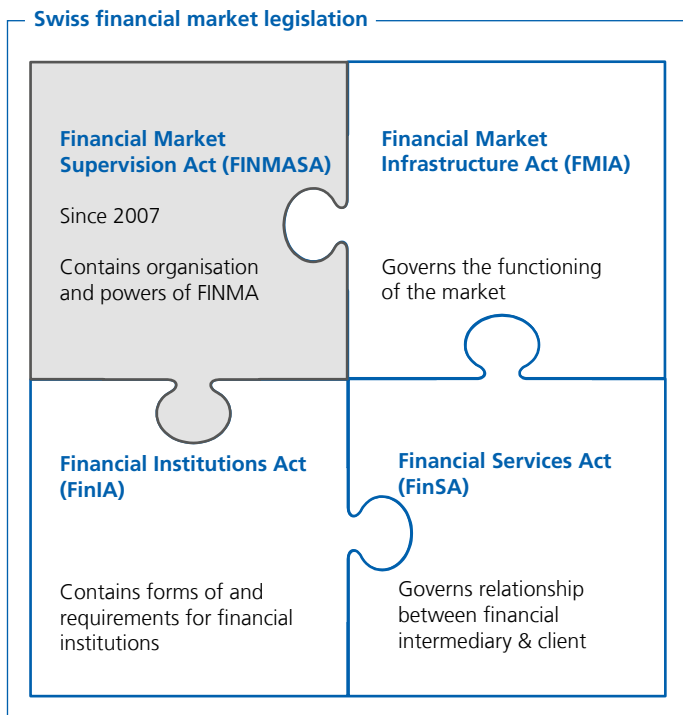 Swiss financial market legislation
Financial Market
Supervision Act (FINMASA)
Since 2007
Contains organisation
and powers of FINMA
Financial Market
Infrastructure Act (FMIA)
Governs the functioning
of the market
Financial Institutions Act
(FinIA)
Contains forms of and
requirements for financial
institutions
Financial Services Act
(FinSA)
Governs relationship
between financial
intermediary & client